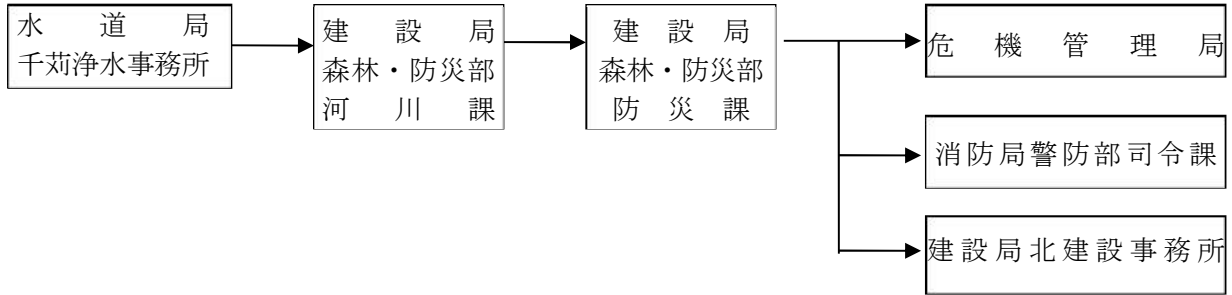 水道局
千苅浄水事務所
建設局
森林・防災部
河川課
建設局
森林・防災部
防災課
危機管理局
消防局警防部司令課
建設局北建設事務所